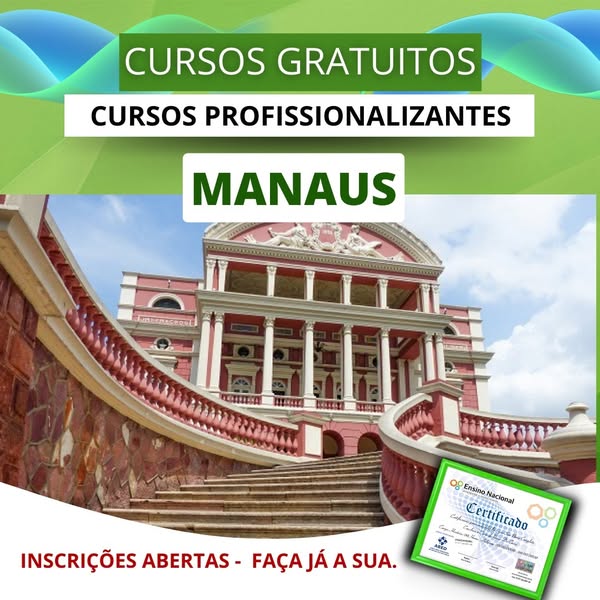 CURSOS GRATUITOS
CURSOS PROFISSIONALIZANTES
MANAUS
Ensino Nacional
Certificado
ABED
INSCRIÇÕES ABERTAS - FAÇA JÁ A SUA.